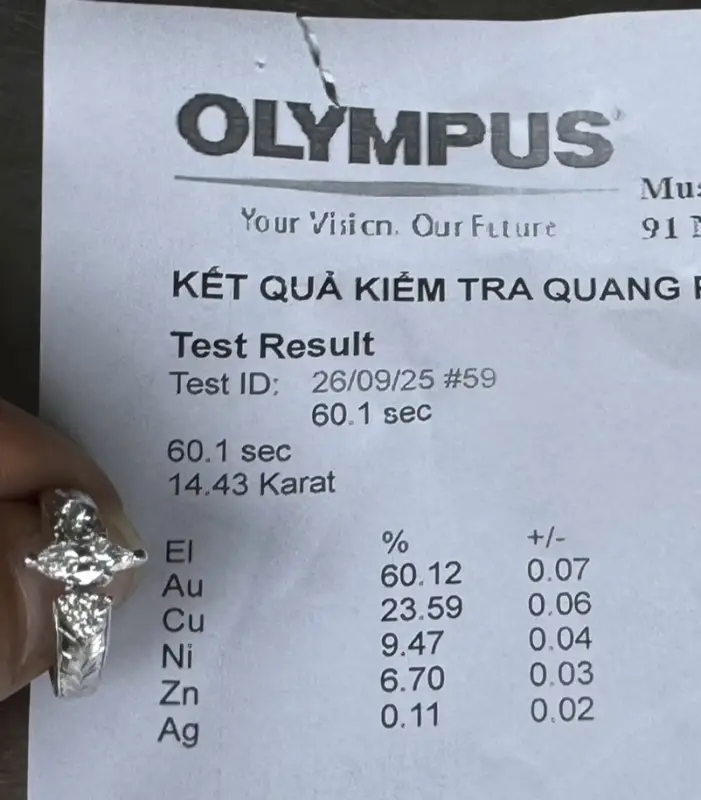 OLYMPUS
Your Vision, Our Future
91
KẾT QUẢ KIỂM TRA QUANG
Test Result
Test ID: 26/09/25 #59
60.1 sec
60.1 sec
14.43 Karat
El % +/-
Au 60.12 0.07
Cu 23.59 0.06
Ni 9.47 0.04
Zn 6.70 0.03
Ag 0.11 0.02